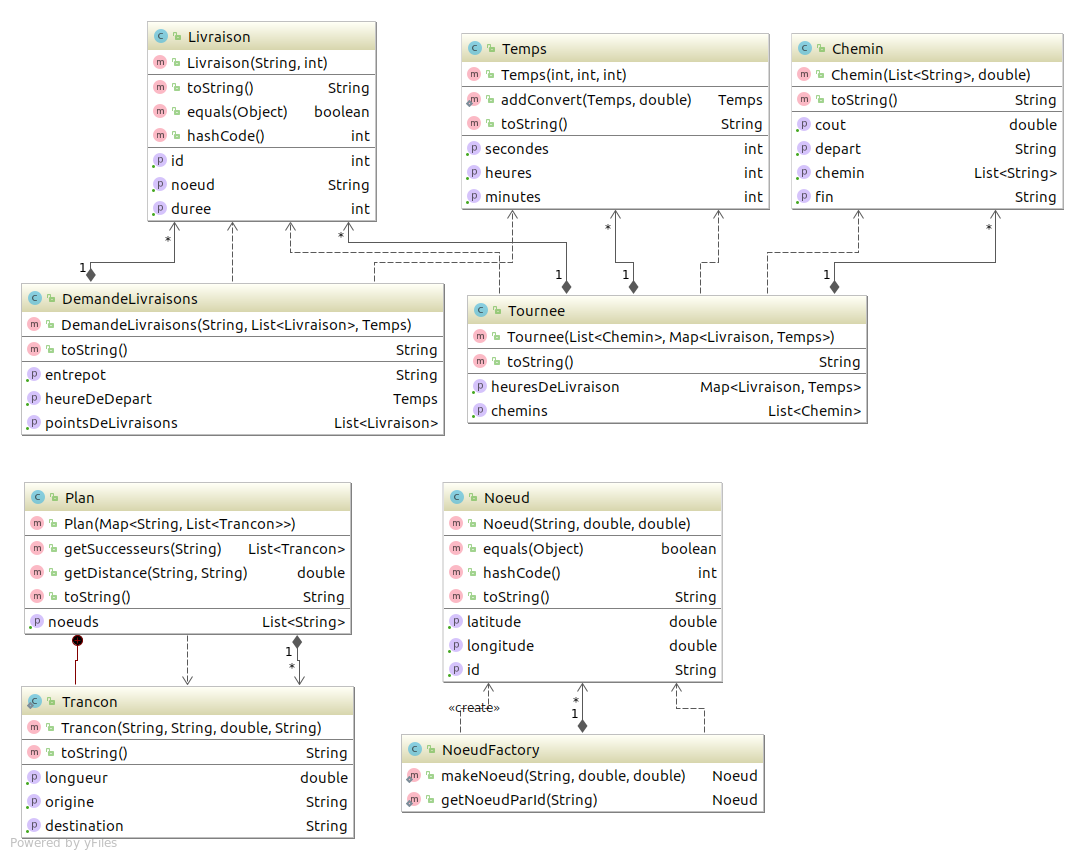 Livraison
Livraison(String, int)
toString() String
equals(Object) boolean
hashCode() int
id int
noeud String
duree int
Temps
Temps(int, int, int)
addConvert(Temps, double) Temps
toString() String
secondes int
heures int
minutes int
Chemin
Chemin(List<String>, double)
toString() String
cout double
depart String
chemin List<String>
fin String
*
1
*
1
*
1
*
1
DemandeLivraisons
DemandeLivraisons(String, List<Livraison>, Temps)
toString() String
entrepot String
heureDeDepart Temps
pointsDeLivraisons List<Livraison>
Tournee
Tournee(List<Chemin>, Map<Livraison, Temps>)
toString() String
heuresDeLivraison Map<Livraison, Temps>
chemins List<Chemin>
Plan
Plan(Map<String, List<Trancon>>)
getSuccesseurs(String) List<Trancon>
getDistance(String, String) double
toString() String
noeuds List<String>
1
*
Trancon
Trancon(String, String, double, String)
toString() String
longueur double
origine String
destination String
Noeud
Noeud(String, double, double)
equals(Object) boolean
hashCode() int
toString() String
latitude double
longitude double
id String
«create»
*
1
NoeudFactory
makeNoeud(String, double, double) Noeud
getNoeudParId(String) Noeud
Powered by yFiles